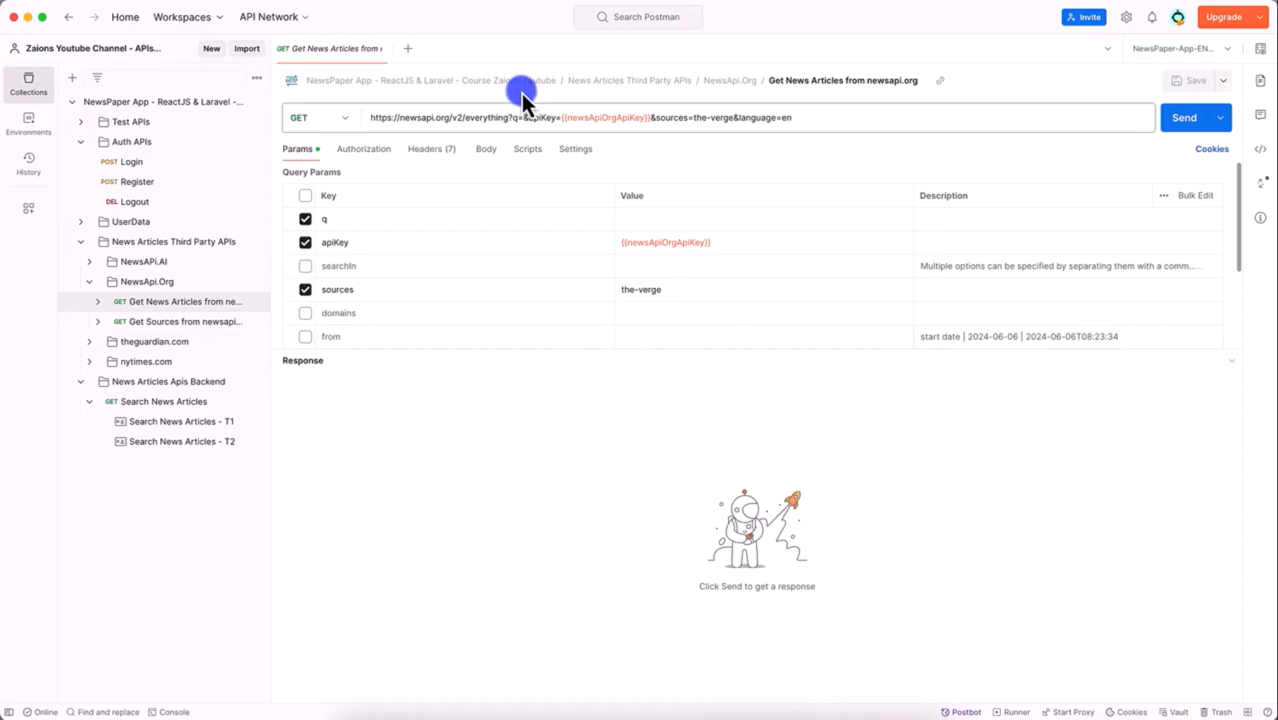 Home Workspaces API Network Search Postman Invite Upgrade
Zaions Youtube Channel - APIs... New Import GET Get News Articles from NewsPaper-App-EN...
NewsPaper App - ReactJS & Laravel - Course Zaions / News Articles Third Party APIs / NewsApi.Org / Get News Articles from newsapi.org Save
Collections
Environments
History
NewsPaper App - ReactJS & Laravel -...
Test APIs
Auth APIs
POST Login
POST Register
DEL Logout
UserData
News Articles Third Party APIs
NewsAPi.AI
NewsApi.Org
GET Get News Articles from ne...
GET Get Sources from newsapi...
theguardian.com
nytimes.com
News Articles Apis Backend
GET Search News Articles
Search News Articles - T1
Search News Articles - T2
GET https://newsapi.org/v2/everything?q=&apiKey={{newsApiOrgApiKey}}&sources=the-verge&language=en Send
Params Authorization Headers (7) Body Scripts Settings Cookies
Query Params
Key Value Description Bulk Edit
q
apiKey {{newsApiOrgApiKey}}
searchIn Multiple options can be specified by separating them with a comm...
sources the-verge
domains
from start date | 2024-06-06 | 2024-06-06T08:23:34
Response
Click Send to get a response
Online Find and replace Console Postbot Runner Start Proxy Cookies Vault Trash